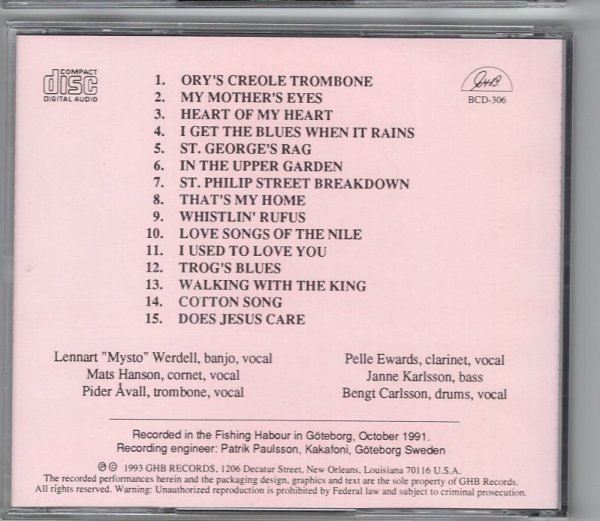 COMPACT
disc
DIGITAL AUDIO
GHB
BCD-306
1. ORY'S CREOLE TROMBONE
2. MY MOTHER'S EYES
3. HEART OF MY HEART
4. I GET THE BLUES WHEN IT RAINS
5. ST. GEORGE'S RAG
6. IN THE UPPER GARDEN
7. ST. PHILIP STREET BREAKDOWN
8. THAT'S MY HOME
9. WHISTLIN' RUFUS
10. LOVE SONGS OF THE NILE
11. I USED TO LOVE YOU
12. TROG'S BLUES
13. WALKING WITH THE KING
14. COTTON SONG
15. DOES JESUS CARE
Lennart "Mysto" Werdell, banjo, vocal
Mats Hanson, cornet, vocal
Pider Åvall, trombone, vocal
Pelle Ewards, clarinet, vocal
Janne Karlsson, bass
Bengt Carlsson, drums, vocal
Recorded in the Fishing Habour in Göteborg, October 1991.
Recording engineer: Patrik Paulsson, Kakafoni, Göteborg Sweden
℗ © 1993 GHB RECORDS, 1206 Decatur Street, New Orleans, Louisiana 70116 U.S.A.
The recorded performances herein and the packaging design, graphics and text are the sole property of GHB Records.
All rights reserved. Warning: Unauthorized reproduction is prohibited by Federal law and subject to criminal prosecution.